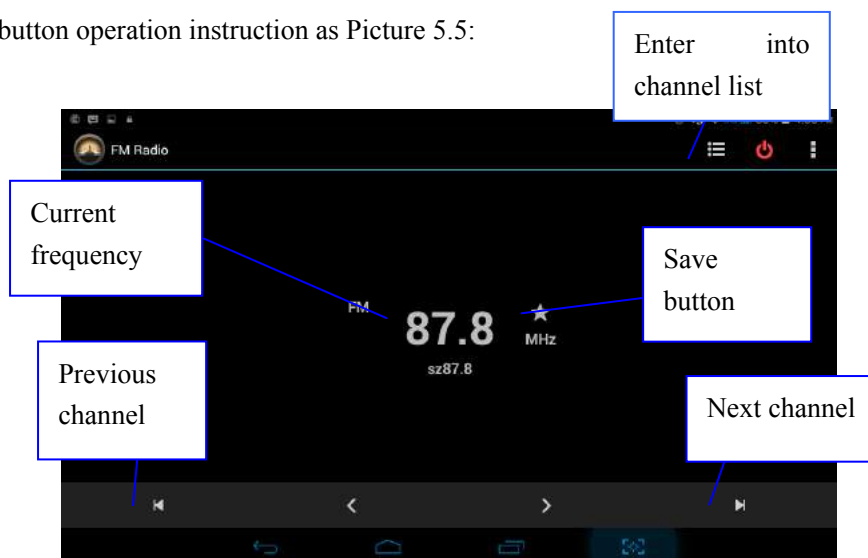 button operation instruction as Picture 5.5:
Enter into
channel list
FM Radio
Current
frequency
Save
button
FM
87.8
MHz
sz87.8
Previous
channel
Next channel